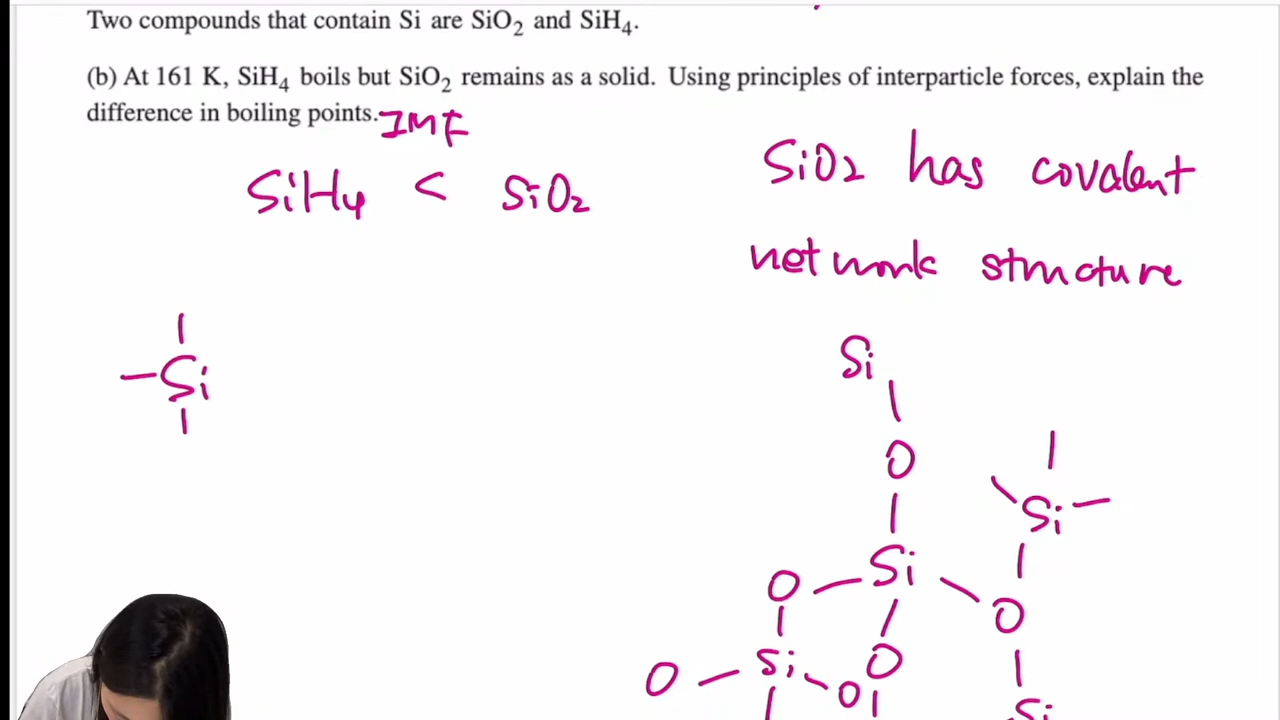 Two compounds that contain Si are SiO₂ and SiH₄.
(b) At 161 K, SiH₄ boils but SiO₂ remains as a solid. Using principles of interparticle forces, explain the
difference in boiling points.
IMF
SiH4 < SiO2
SiO2 has covalent
network structure
Si
Si
O
Si
O
Si
O
O
O
Si
O
Si